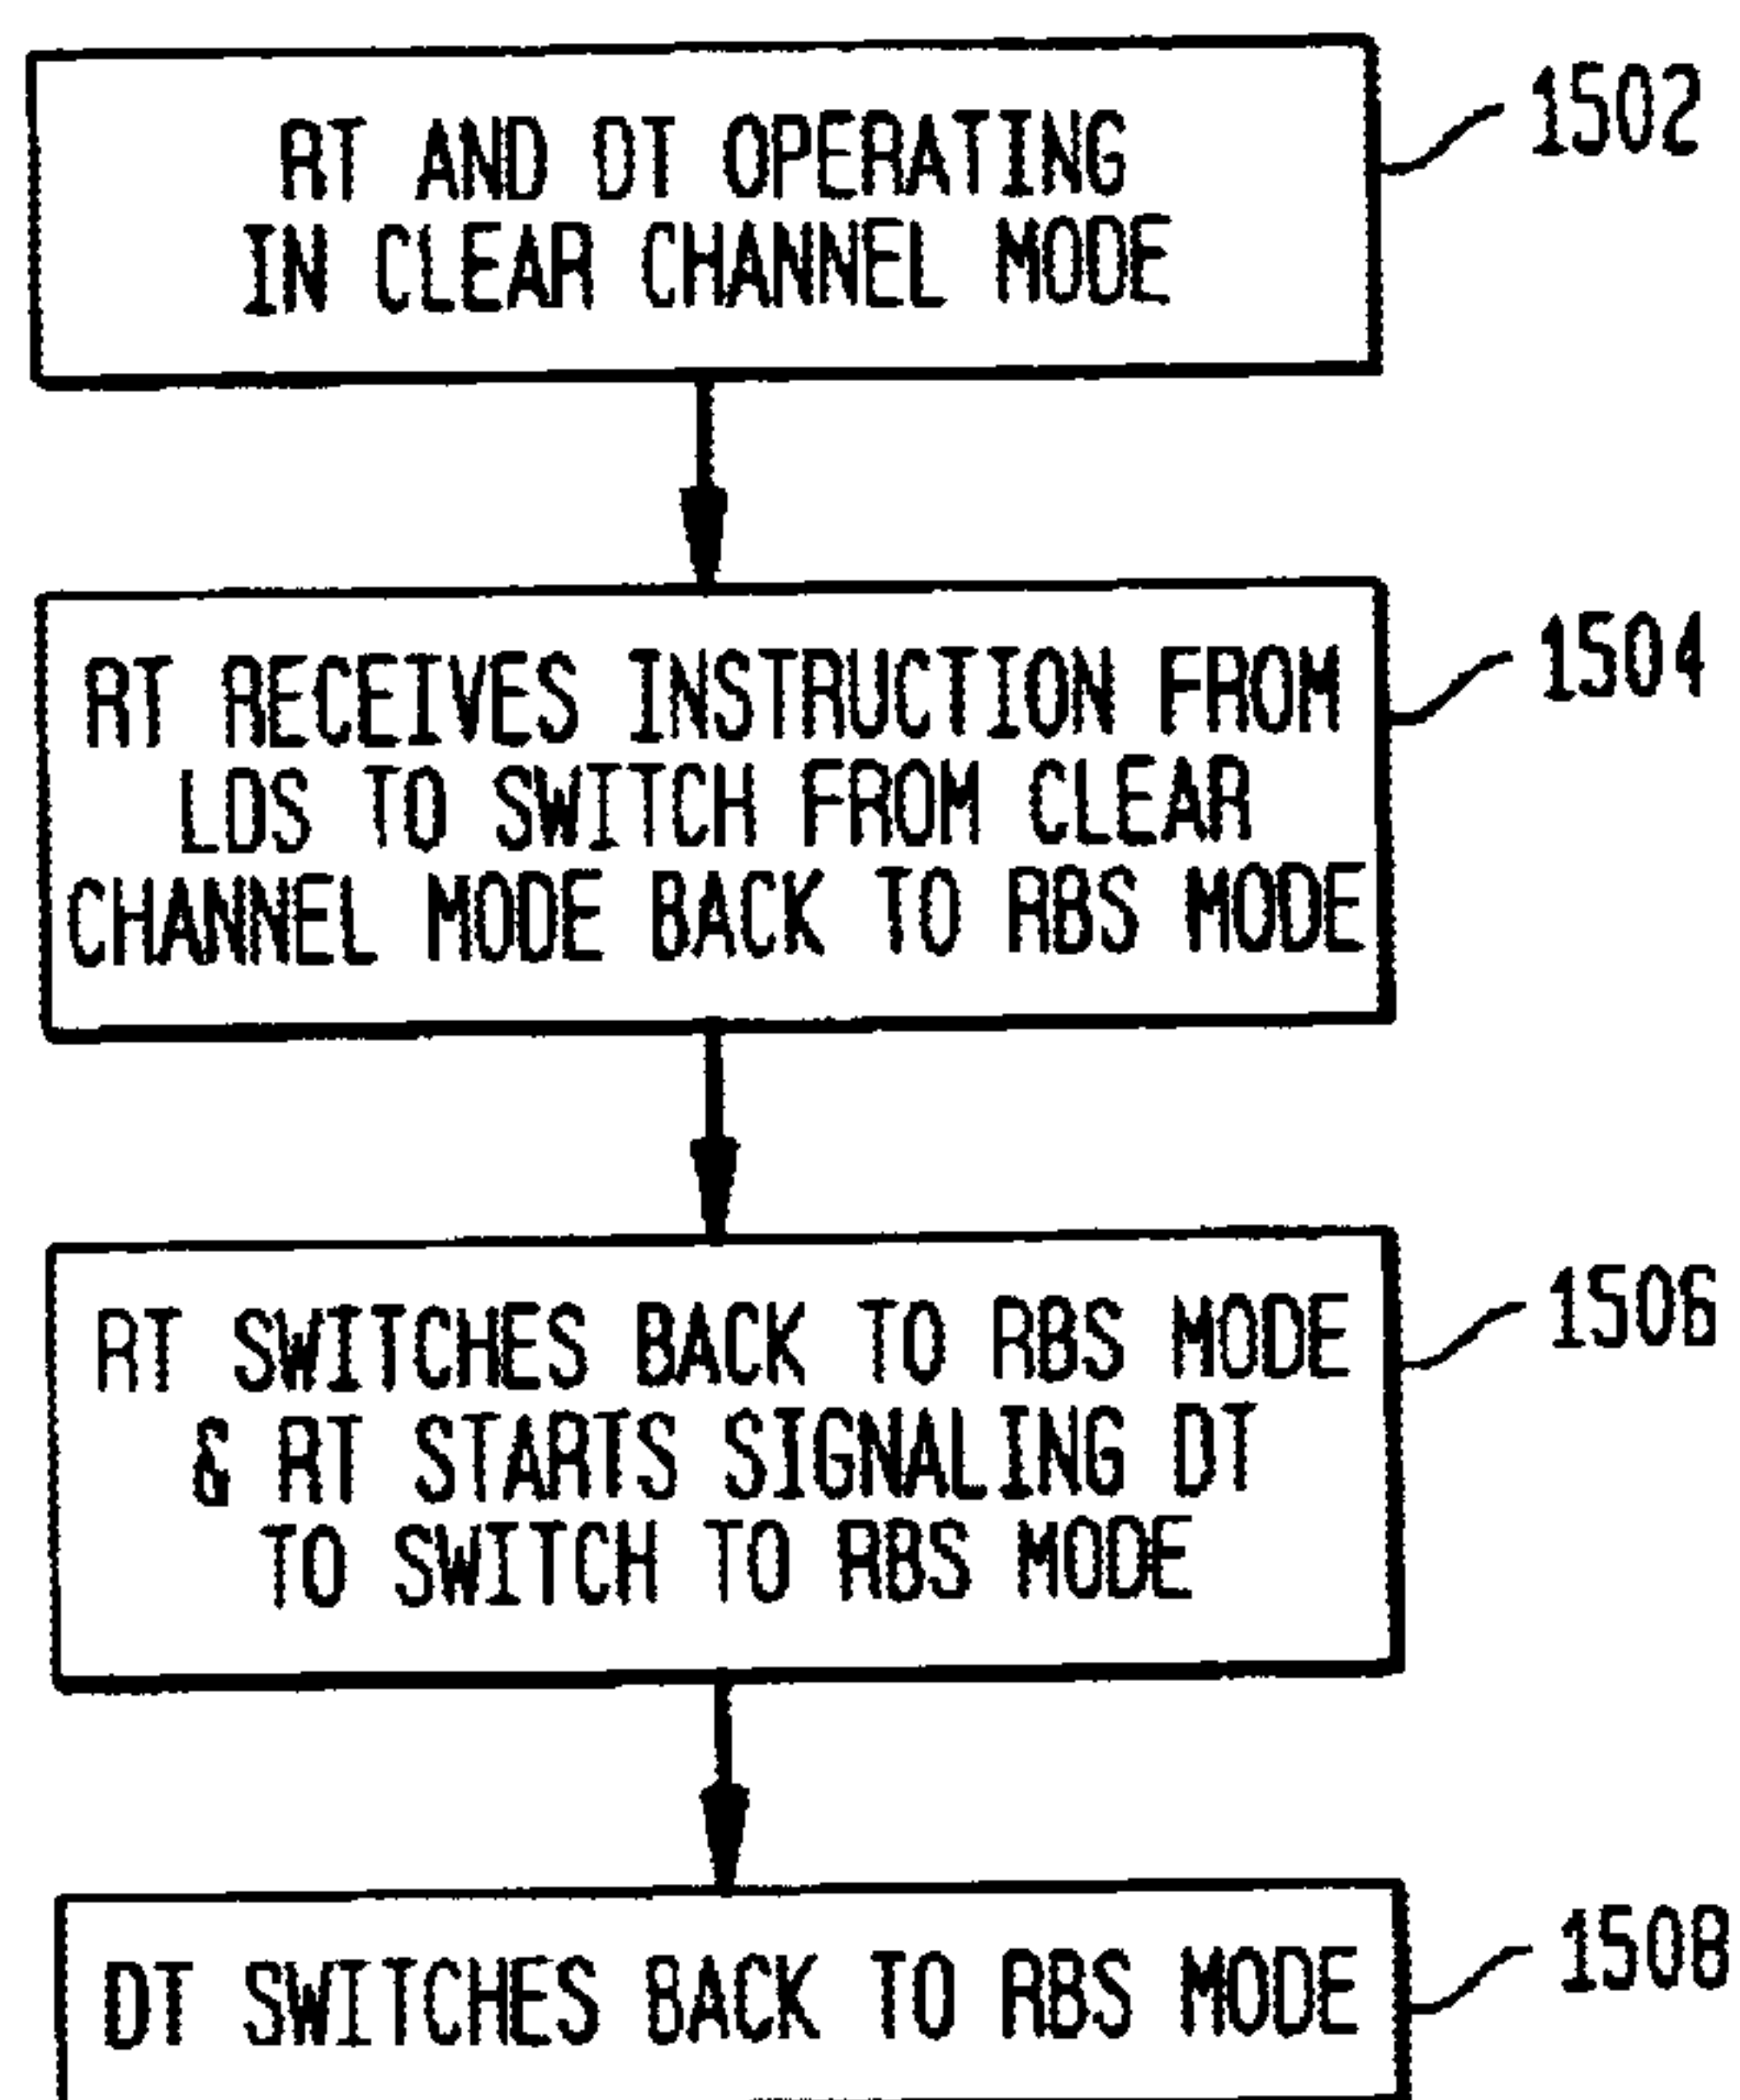 RT AND DT OPERATING
IN CLEAR CHANNEL MODE
1502
RT RECEIVES INSTRUCTION FROM
LDS TO SWITCH FROM CLEAR
CHANNEL MODE BACK TO RBS MODE
1504
RT SWITCHES BACK TO RBS MODE
& RT STARTS SIGNALING DT
TO SWITCH TO RBS MODE
1506
DT SWITCHES BACK TO RBS MODE
1508